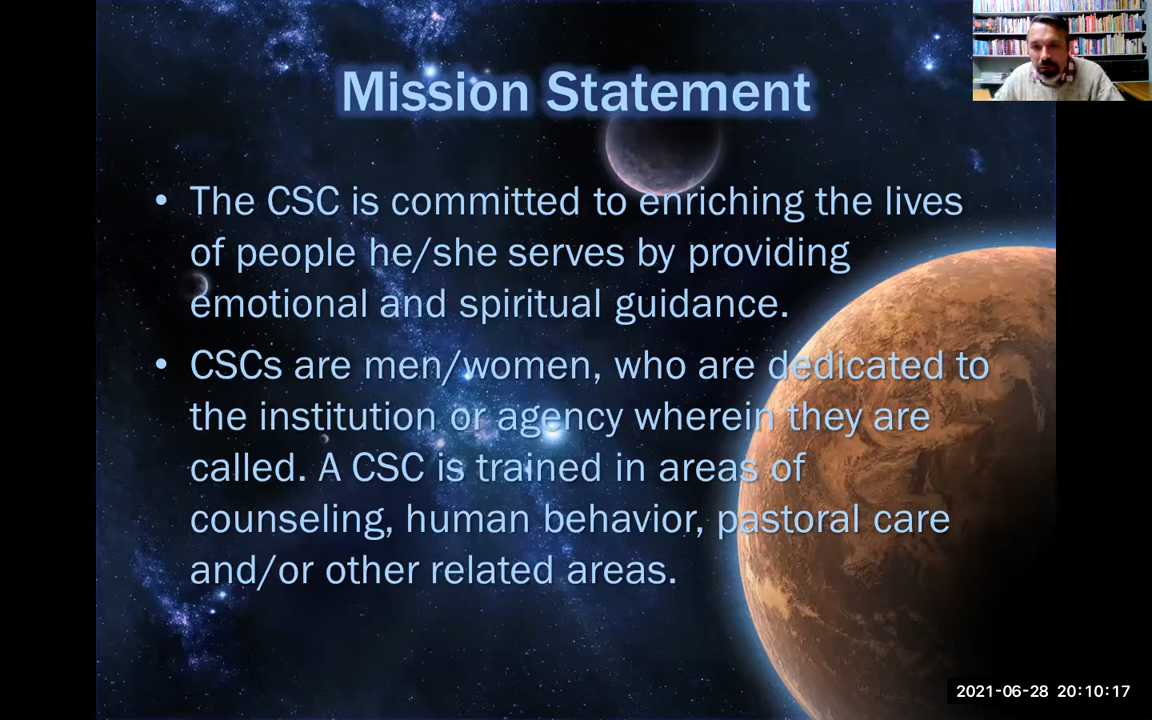 Mission Statement
• The CSC is committed to enriching the lives
of people he/she serves by providing
emotional and spiritual guidance.
• CSCs are men/women, who are dedicated to
the institution or agency wherein they are
called. A CSC is trained in areas of
counseling, human behavior, pastoral care
and/or other related areas.
2021-06-28 20:10:17